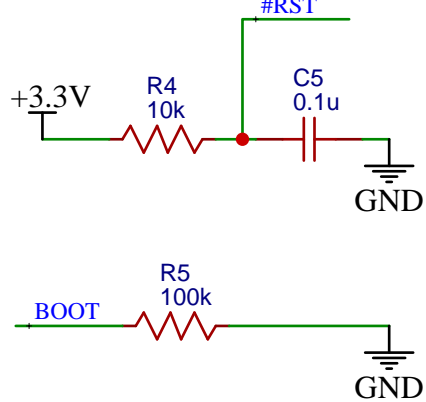 #RST
R4
10k
C5
0.1u
+3.3V
GND
R5
100k
BOOT
GND